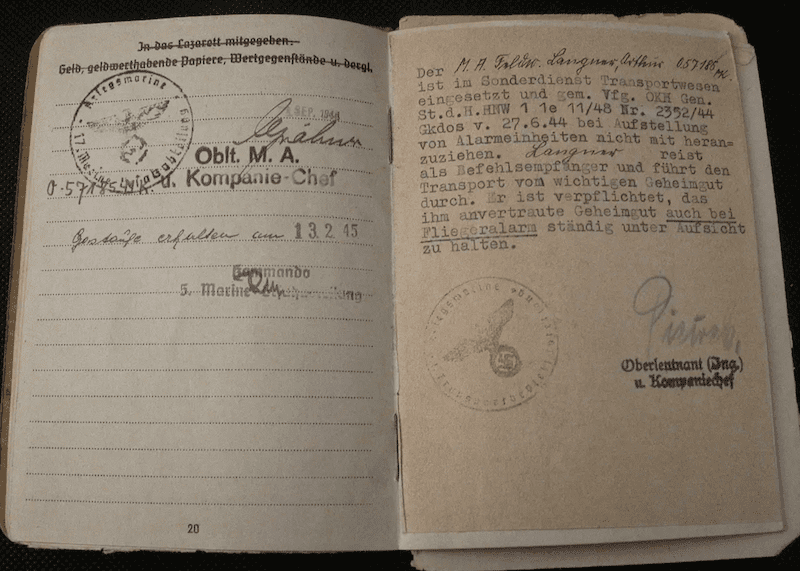 In das Lazarett mitgegeben.
Geld, geldwerthabende Papiere, Wertgegenstände u. dergl.
Kriegsmarine
SEP. 1944
Oblt. M. A.
u. Kompanie-Chef
erhalten am 13.2.45
Kommando
5. Marine
20
Der M. A. Feldw. Langner, Arthur
ist im Sonderdienst Transportwesen
eingesetzt und gem. Vfg. OKH Gen.
St.d.H.HNW 1 1e 11/48 Nr. 2352/44
Gkdos v. 27.6.44 bei Aufstellung
von Alarmeinheiten nicht mit heran-
zuziehen. Langner reist
als Befehlsempfänger und führt den
Transport vom wichtigen Geheimgut
durch. Er ist verpflichtet, das
ihm anvertraute Geheimgut auch bei
Fliegeralarm ständig unter Aufsicht
zu halten.
Kriegsmarine
Oberleutnant (Ing.)
u. Kompaniechef